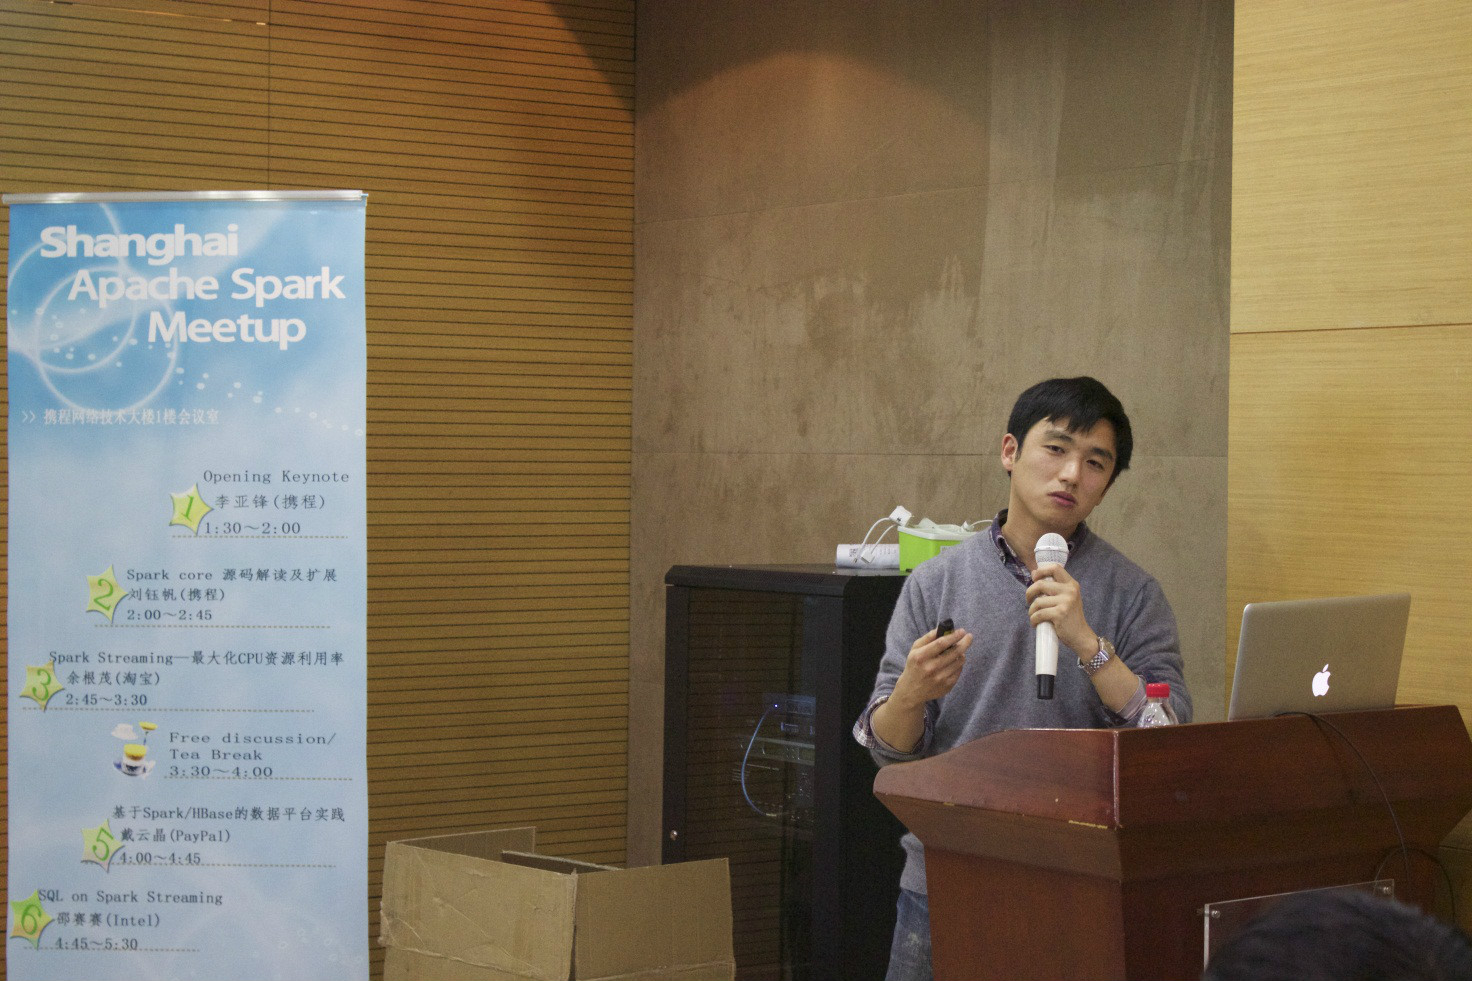 Shanghai
Apache Spark
Meetup
>> 携程网络技术大楼1楼会议室
Opening Keynote
1 李亚锋(携程)
1:30～2:00
Spark core 源码解读及扩展
2 刘钰帆(携程)
2:00～2:45
Spark Streaming—最大化CPU资源利用率
3 余根茂(淘宝)
2:45～3:30
Free discussion/
Tea Break
3:30～4:00
基于Spark/HBase的数据平台实践
5 戴云晶(PayPal)
4:00～4:45
SQL on Spark Streaming
6 邵赛赛(Intel)
4:45～5:30